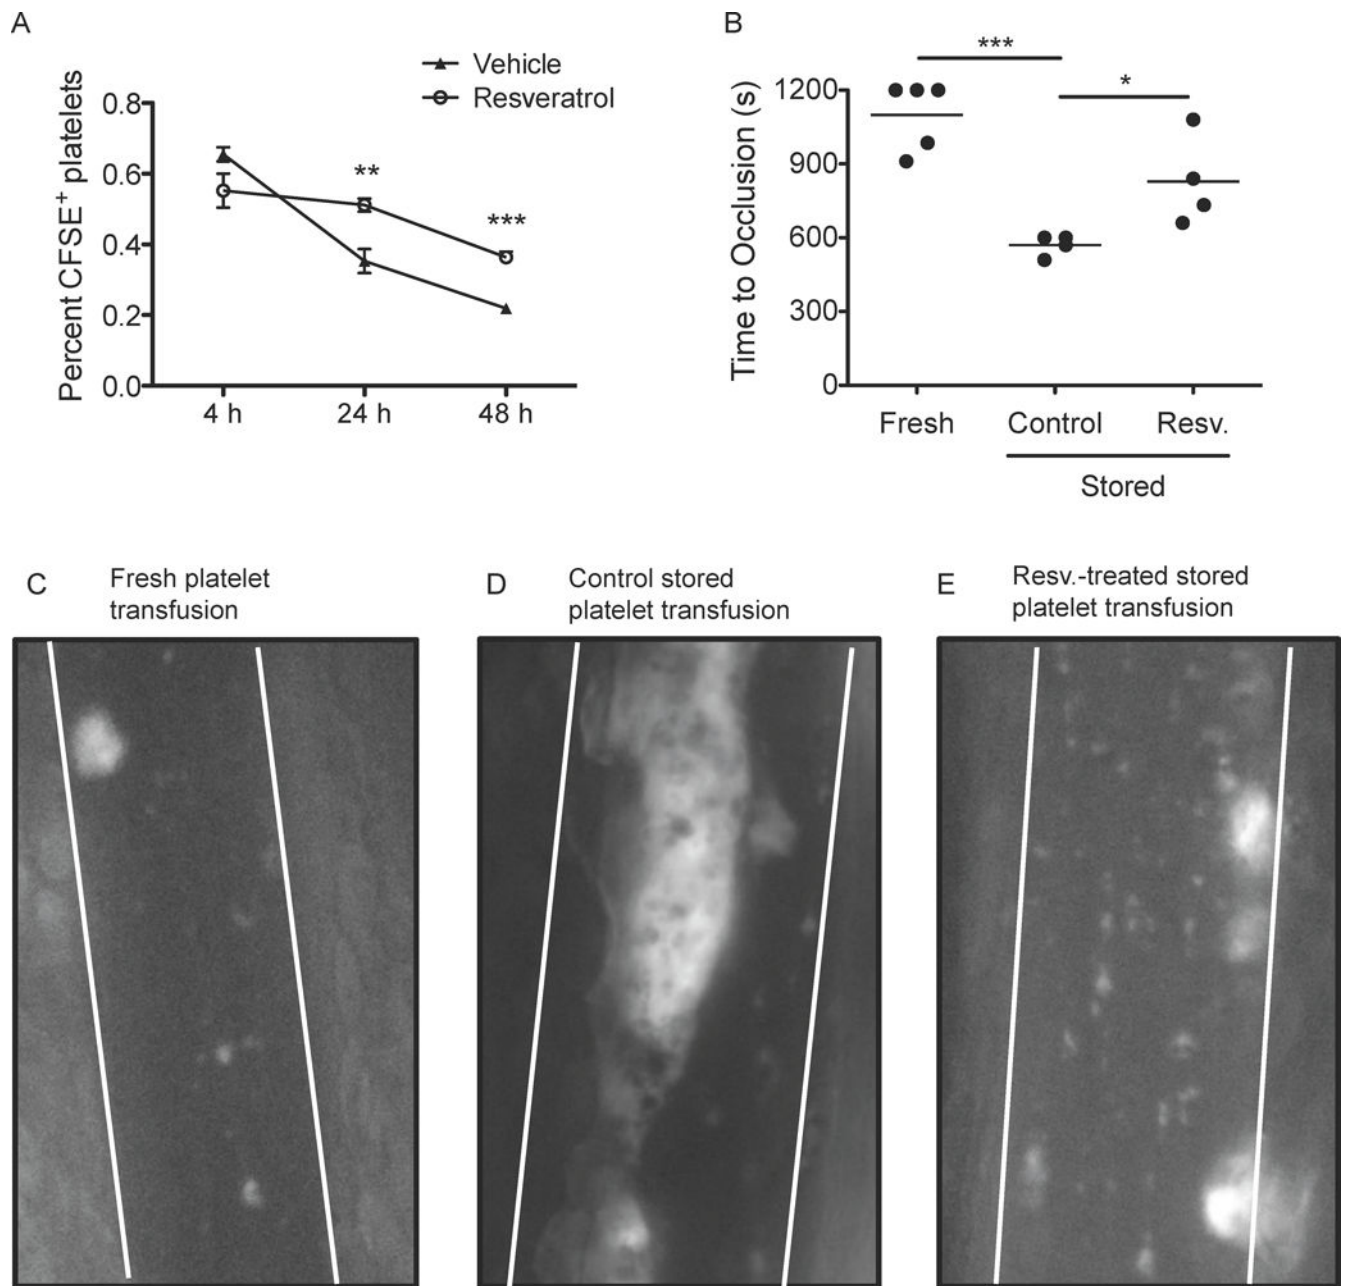 A
Vehicle
Resveratrol
Percent CFSE+ platelets
0.8
0.6
0.4
0.2
0.0
**
***
4 h
24 h
48 h
B
***
*
Time to Occlusion (s)
1200
900
600
300
0
Fresh
Control
Resv.
Stored
C
Fresh platelet
transfusion
D
Control stored
platelet transfusion
E
Resv.-treated stored
platelet transfusion